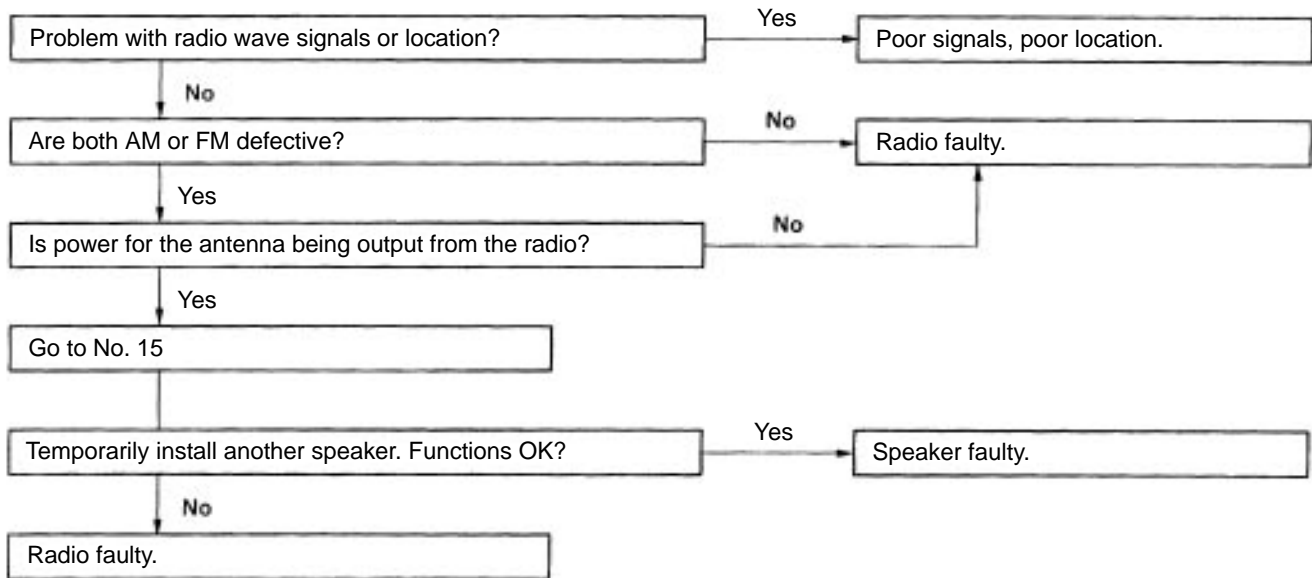 Problem with radio wave signals or location?
Yes
Poor signals, poor location.
No
Are both AM or FM defective?
No
Radio faulty.
Yes
Is power for the antenna being output from the radio?
No
Yes
Go to No. 15
Temporarily install another speaker. Functions OK?
Yes
Speaker faulty.
No
Radio faulty.